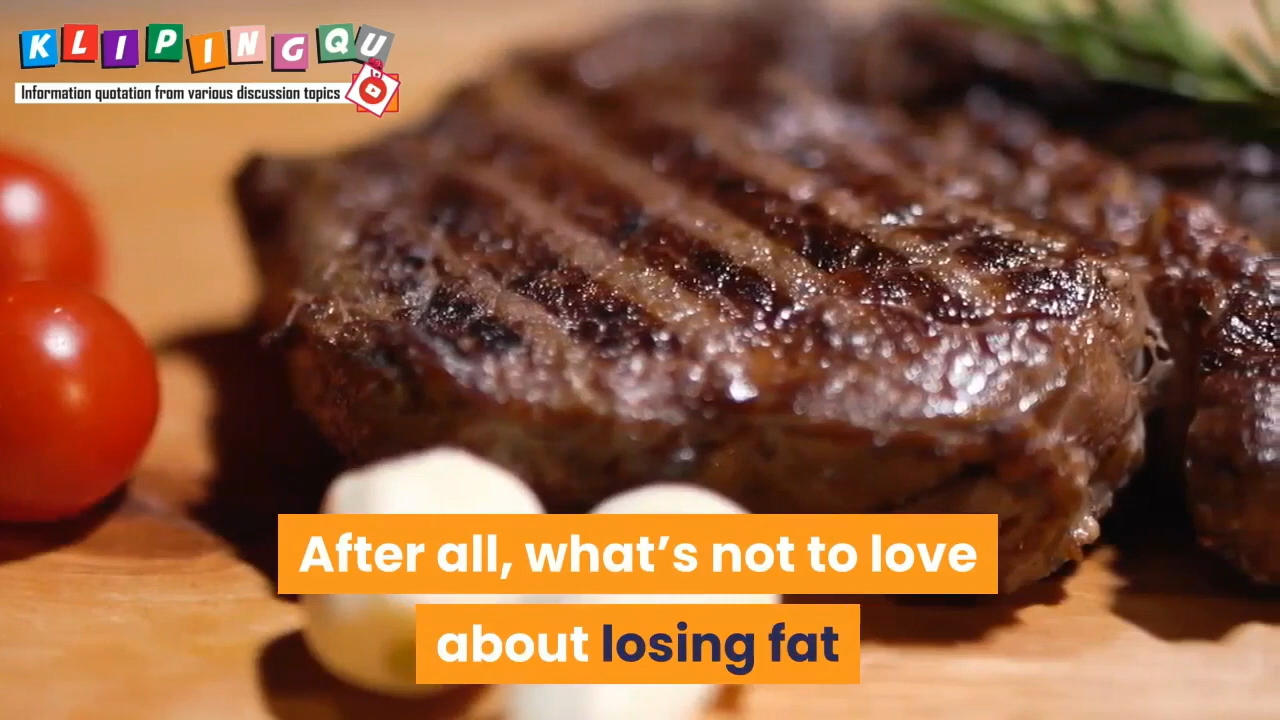 KLIPINGQU
Information quotation from various discussion topics
After all, what’s not to love
about losing fat